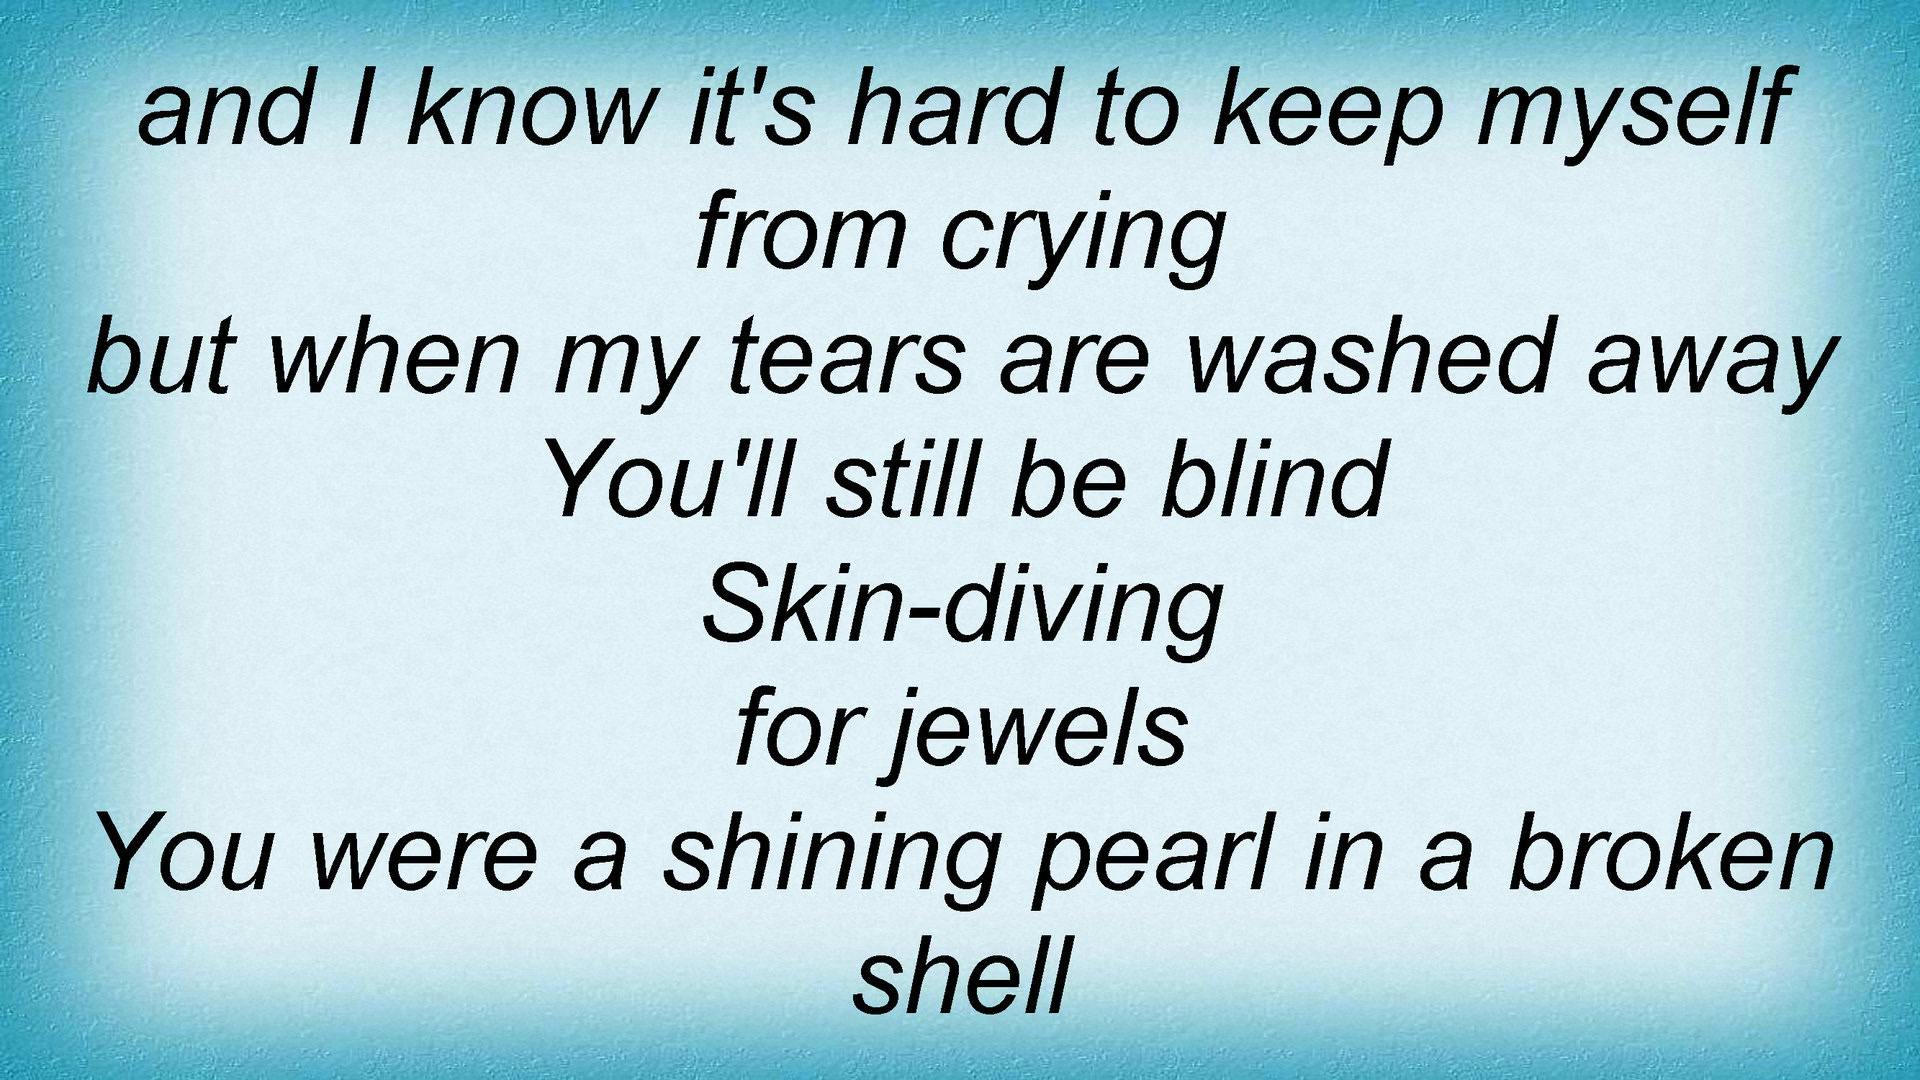 and I know it's hard to keep myself
from crying
but when my tears are washed away
You'll still be blind
Skin-diving
for jewels
You were a shining pearl in a broken
shell